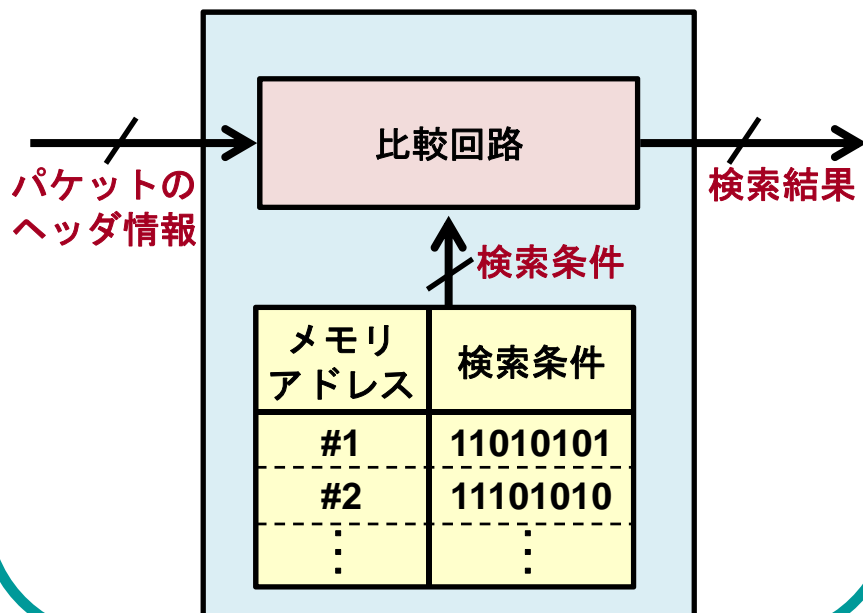 比較回路
パケットの
ヘッダ情報
検索結果
検索条件
メモリ
アドレス
検索条件
#1
11010101
#2
11101010
⋮
⋮